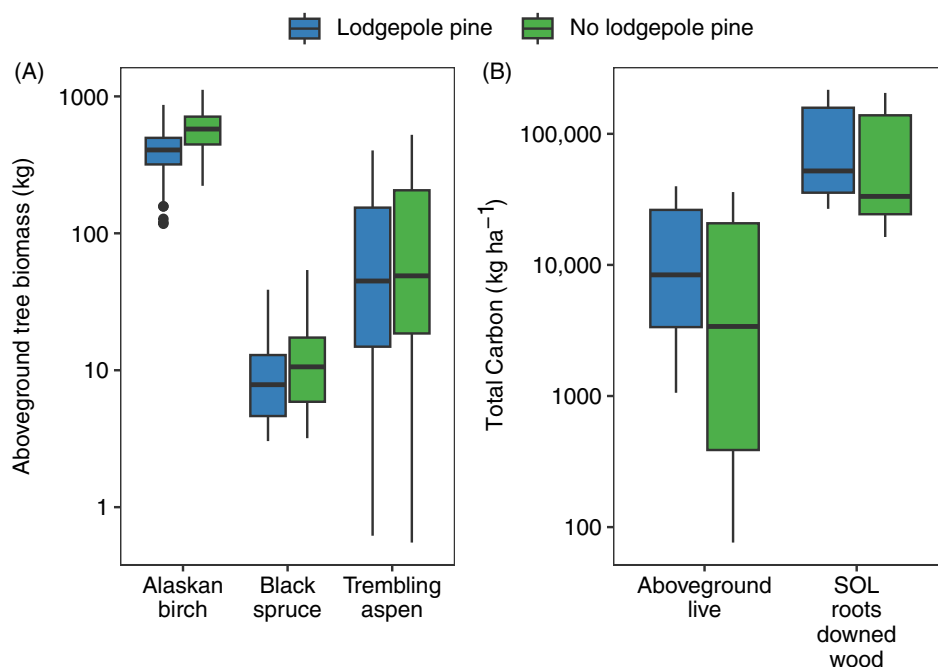 Lodgepole pine No lodgepole pine
(A)
Aboveground tree biomass (kg)
1000
100
10
1
Alaskan
birch
Black
spruce
Trembling
aspen
(B)
Total Carbon (kg ha⁻¹)
100,000
10,000
1000
100
Aboveground
live
SOL
roots
downed
wood